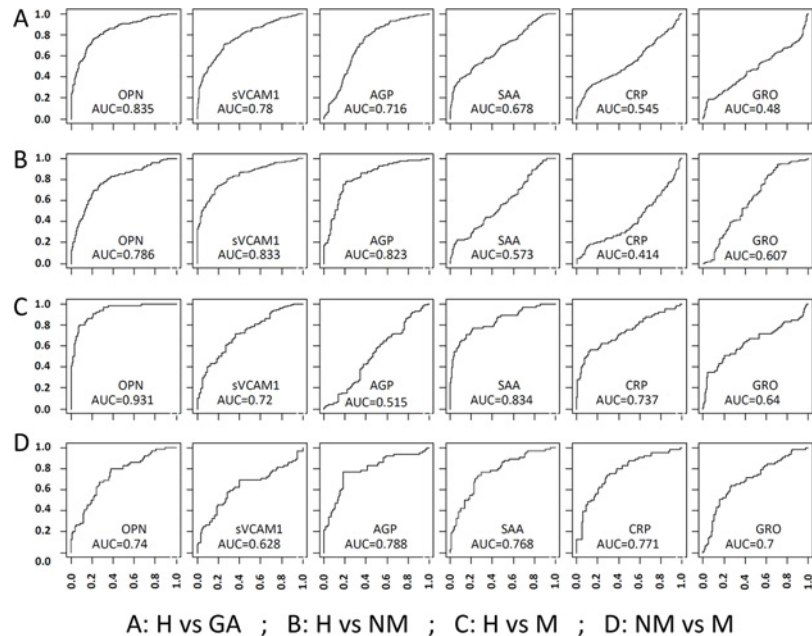 A
1.0
0.8
0.6
0.4
0.2
0.0
OPN
AUC=0.835
sVCAM1
AUC=0.78
AGP
AUC=0.716
SAA
AUC=0.678
CRP
AUC=0.545
GRO
AUC=0.48
B
1.0
0.8
0.6
0.4
0.2
0.0
OPN
AUC=0.786
sVCAM1
AUC=0.833
AGP
AUC=0.823
SAA
AUC=0.573
CRP
AUC=0.414
GRO
AUC=0.607
C
1.0
0.8
0.6
0.4
0.2
0.0
OPN
AUC=0.931
sVCAM1
AUC=0.72
AGP
AUC=0.515
SAA
AUC=0.834
CRP
AUC=0.737
GRO
AUC=0.64
D
1.0
0.8
0.6
0.4
0.2
0.0
OPN
AUC=0.74
sVCAM1
AUC=0.628
AGP
AUC=0.788
SAA
AUC=0.768
CRP
AUC=0.771
GRO
AUC=0.7
0.0 0.2 0.4 0.6 0.8 1.0
0.0 0.2 0.4 0.6 0.8 1.0
0.0 0.2 0.4 0.6 0.8 1.0
0.0 0.2 0.4 0.6 0.8 1.0
0.0 0.2 0.4 0.6 0.8 1.0
0.0 0.2 0.4 0.6 0.8 1.0
A: H vs GA ; B: H vs NM ; C: H vs M ; D: NM vs M